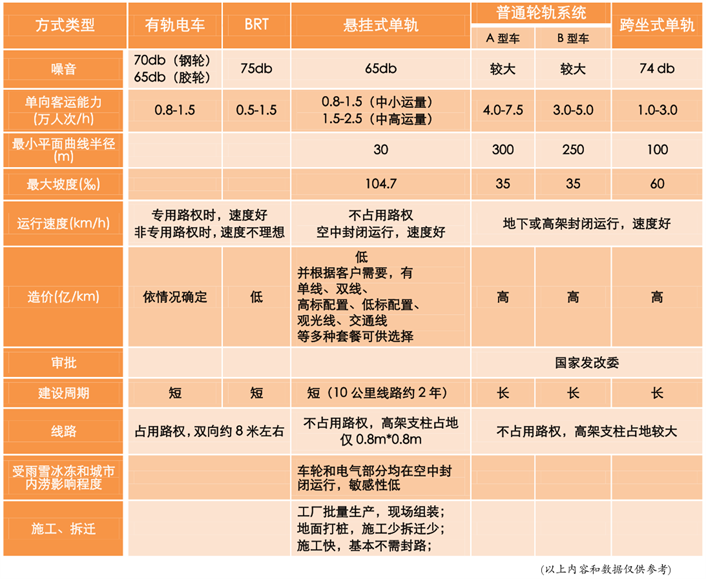 方式类型 有轨电车 BRT 悬挂式单轨 普通轮轨系统 跨坐式单轨
A 型车 B 型车
噪音 70db（钢轮） 75db 65db 较大 较大 74 db
65db（胶轮）
单向客运能力 0.8-1.5 0.5-1.5 0.8-1.5（中小运量） 4.0-7.5 3.0-5.0 1.0-3.0
(万人次/h) 1.5-2.5（中高运量）
最小平面曲线半径 30 300 250 100
(m)
最大坡度(‰) 104.7 35 35 60
运行速度(km/h) 专用路权时，速度好 不占用路权 地下或高架封闭运行，速度好
非专用路权时，速度不理想 空中封闭运行，速度好
造价(亿/km) 依情况确定 低 低 高 高 高
并根据客户需要，有
单线、双线、
高标配置、低标配置、
观光线、交通线
等多种套餐可供选择
审批 国家发改委
建设周期 短 短 短（10 公里线路约 2 年） 长 长 长
线路 占用路权，双向约 8 米左右 不占用路权，高架支柱占地 不占用路权，高架支柱占地较大
仅 0.8m*0.8m
受雨雪冰冻和城市 车轮和电气部分均在空中封
内涝影响程度 闭运行，敏感性低
施工、拆迁 工厂批量生产，现场组装；
地面打桩，施工少拆迁少；
施工快，基本不需封路；
(以上内容和数据仅供参考)